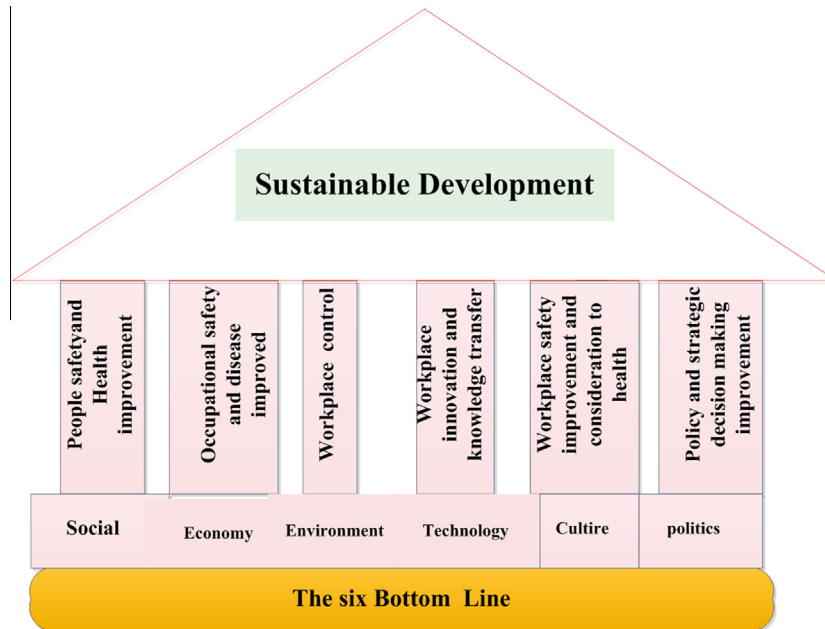 Sustainable Development
People safetyand
Health
improvement
Occupational safety
and disease
improved
Workplace control
Workplace
innovation and
knowledge transfer
Workplace safety
improvement and
consideration to
health
Policy and strategic
decision making
improvement
Social
Economy
Environment
Technology
Cultire
politics
The six Bottom Line